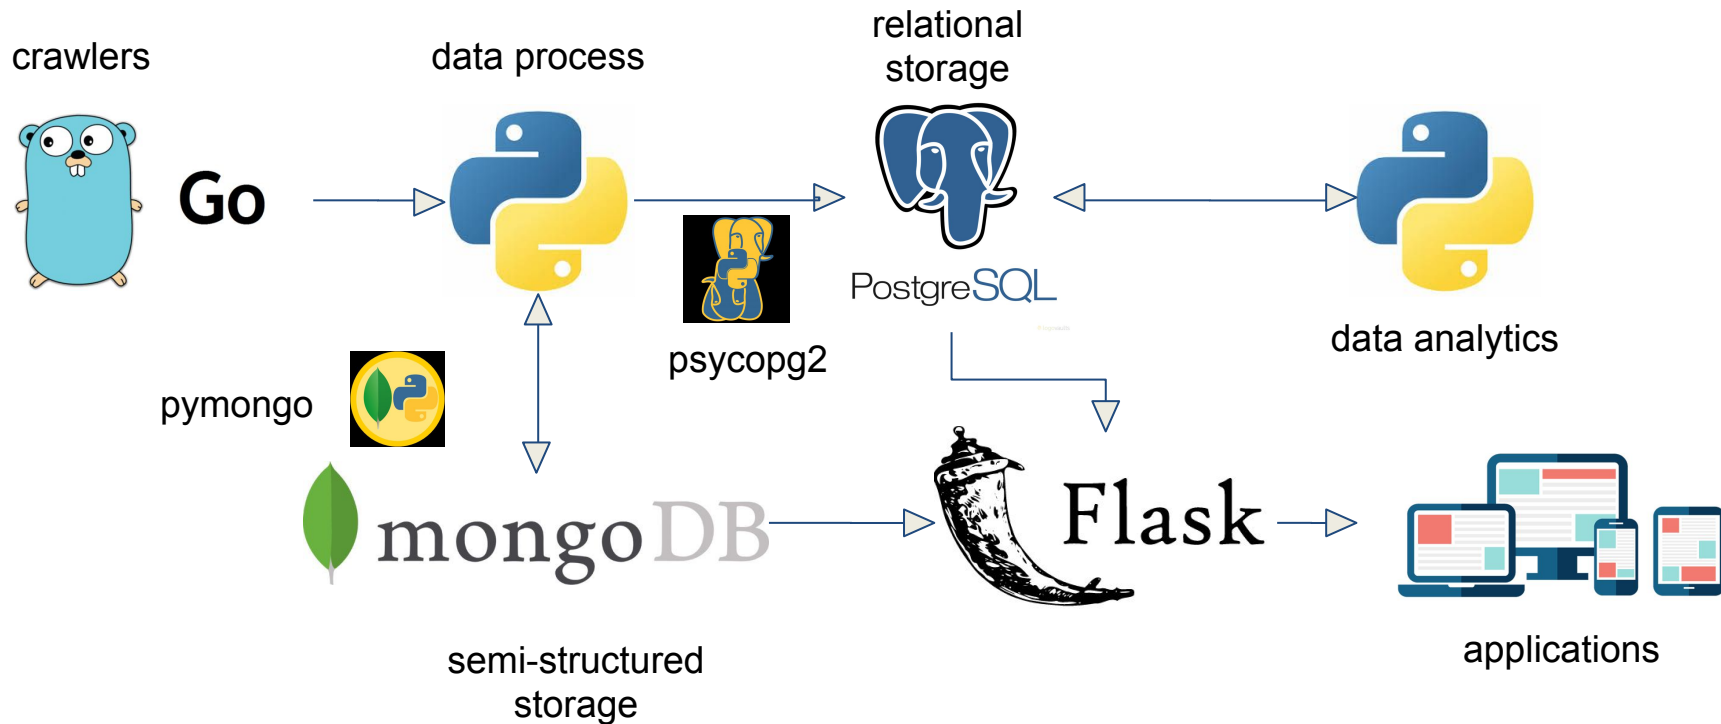 crawlers
data process
relational
storage
Go
PostgreSQL
psycopg2
data analytics
pymongo
mongoDB
Flask
semi-structured
storage
applications